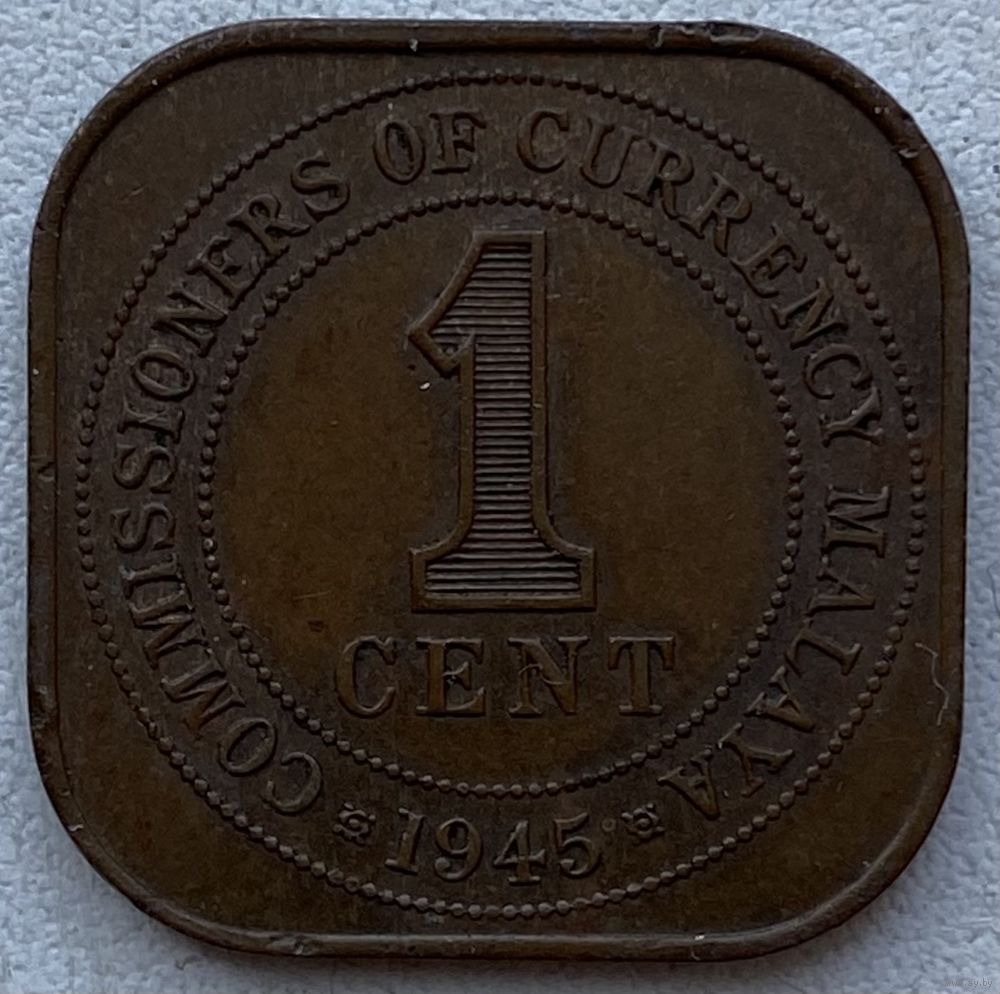 COMMISSIONERS OF CURRENCY MALAYA
1
CENT
1945